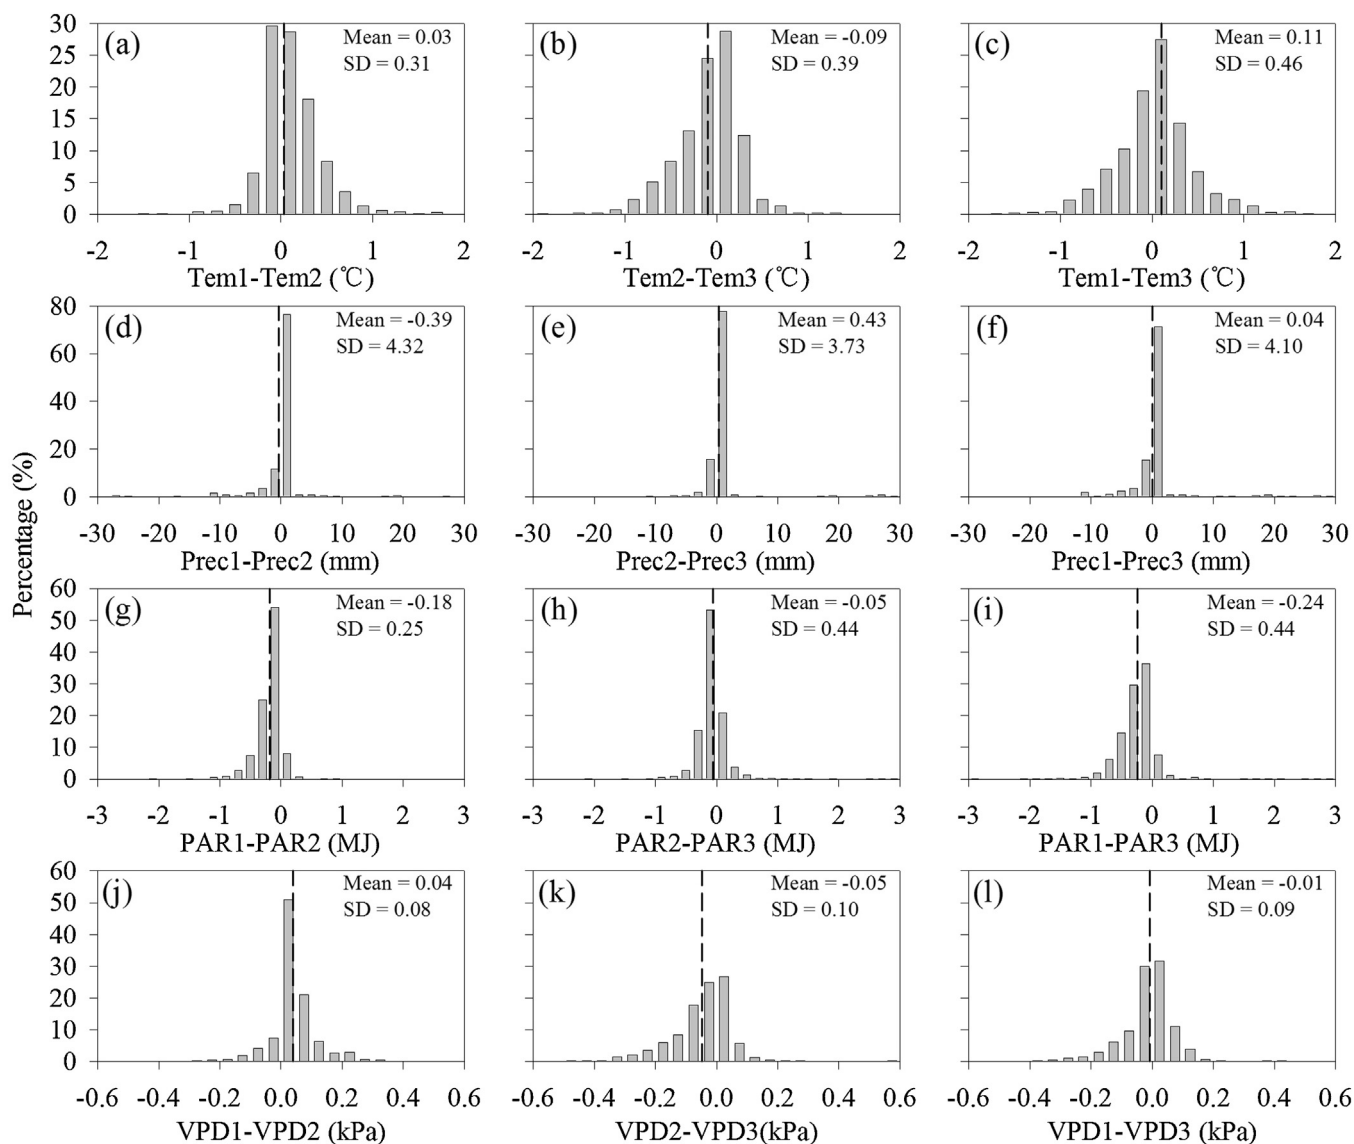 Percentage (%)
(a)
Mean = 0.03
SD = 0.31
30
25
20
15
10
5
0
-2 -1 0 1 2
Tem1-Tem2 (℃)
(b)
Mean = -0.09
SD = 0.39
-2 -1 0 1 2
Tem2-Tem3 (℃)
(c)
Mean = 0.11
SD = 0.46
-2 -1 0 1 2
Tem1-Tem3 (℃)
(d)
Mean = -0.39
SD = 4.32
80
60
40
20
0
-30 -20 -10 0 10 20 30
Prec1-Prec2 (mm)
(e)
Mean = 0.43
SD = 3.73
-30 -20 -10 0 10 20 30
Prec2-Prec3 (mm)
(f)
Mean = 0.04
SD = 4.10
-30 -20 -10 0 10 20 30
Prec1-Prec3 (mm)
(g)
Mean = -0.18
SD = 0.25
60
50
40
30
20
10
0
-3 -2 -1 0 1 2 3
PAR1-PAR2 (MJ)
(h)
Mean = -0.05
SD = 0.44
-3 -2 -1 0 1 2 3
PAR2-PAR3 (MJ)
(i)
Mean = -0.24
SD = 0.44
-3 -2 -1 0 1 2 3
PAR1-PAR3 (MJ)
(j)
Mean = 0.04
SD = 0.08
60
50
40
30
20
10
0
-0.6 -0.4 -0.2 0.0 0.2 0.4 0.6
VPD1-VPD2 (kPa)
(k)
Mean = -0.05
SD = 0.10
-0.6 -0.4 -0.2 0.0 0.2 0.4 0.6
VPD2-VPD3(kPa)
(l)
Mean = -0.01
SD = 0.09
-0.6 -0.4 -0.2 0.0 0.2 0.4 0.6
VPD1-VPD3 (kPa)